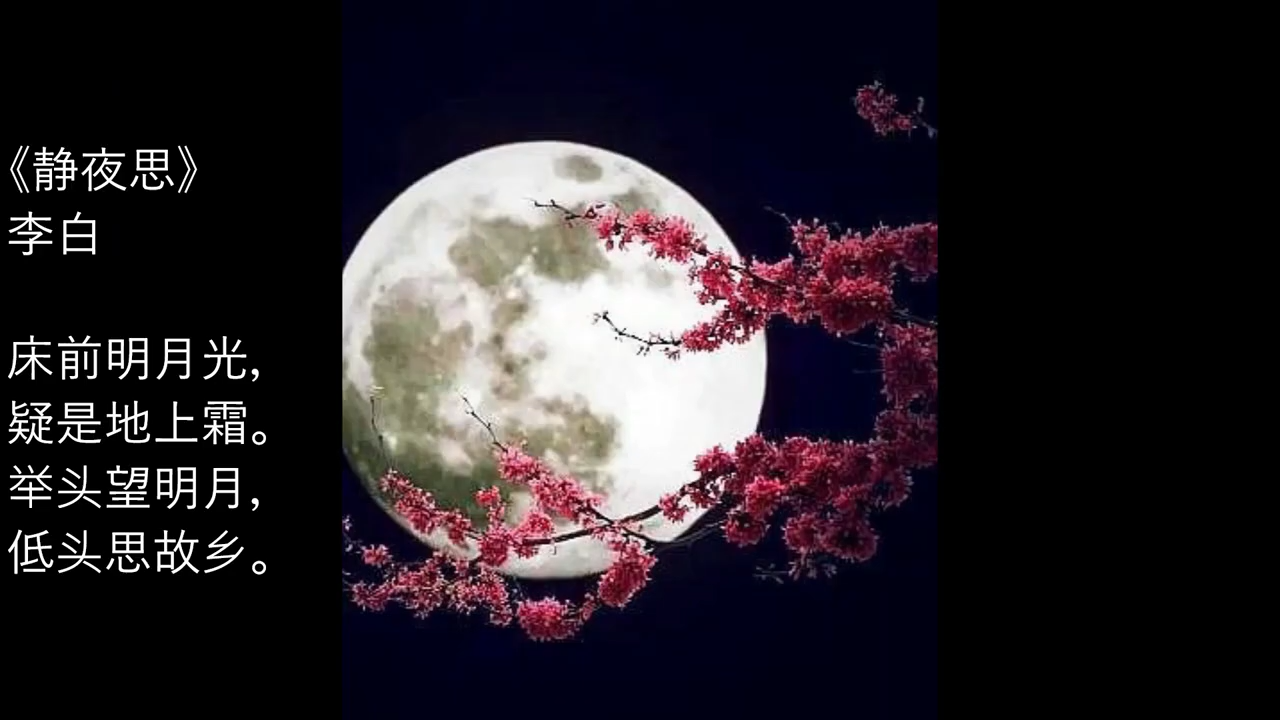 《静夜思》
李白
床前明月光，
疑是地上霜。
举头望明月，
低头思故乡。